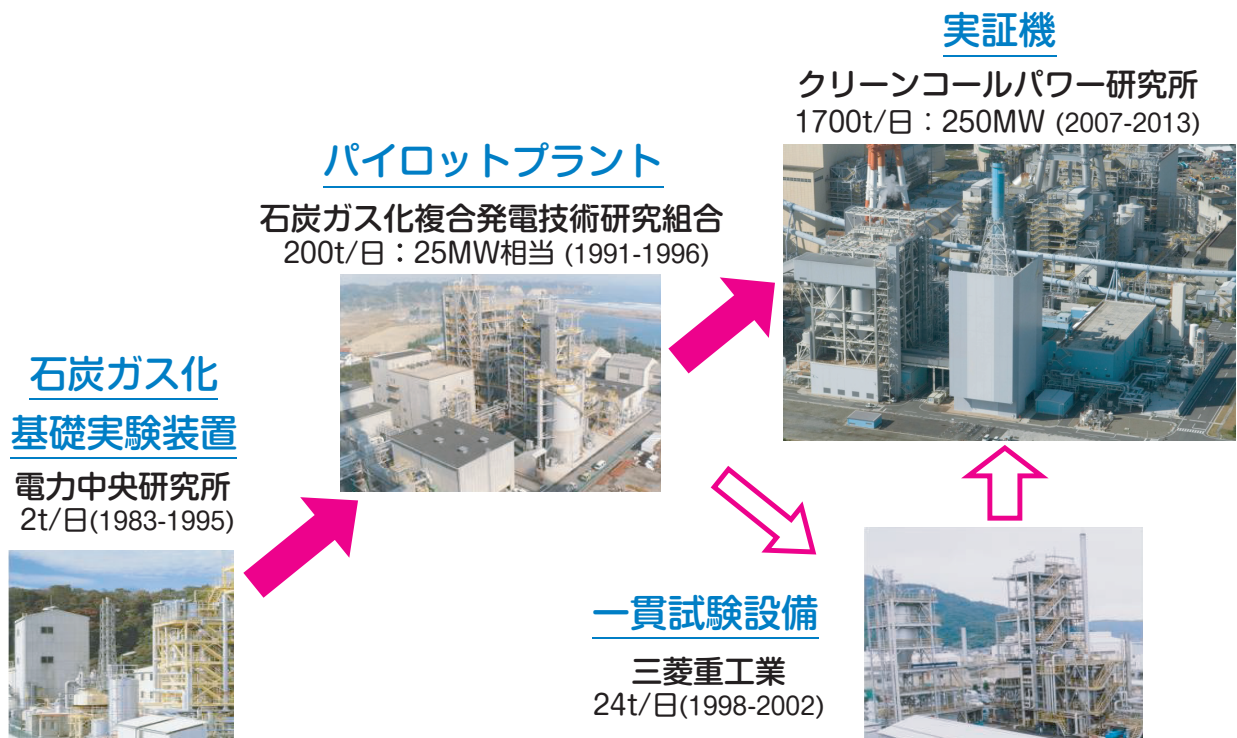 石炭ガス化
基礎実験装置
電力中央研究所
2t/日(1983-1995)
パイロットプラント
石炭ガス化複合発電技術研究組合
200t/日：25MW相当 (1991-1996)
一貫試験設備
三菱重工業
24t/日(1998-2002)
実証機
クリーンコールパワー研究所
1700t/日：250MW (2007-2013)